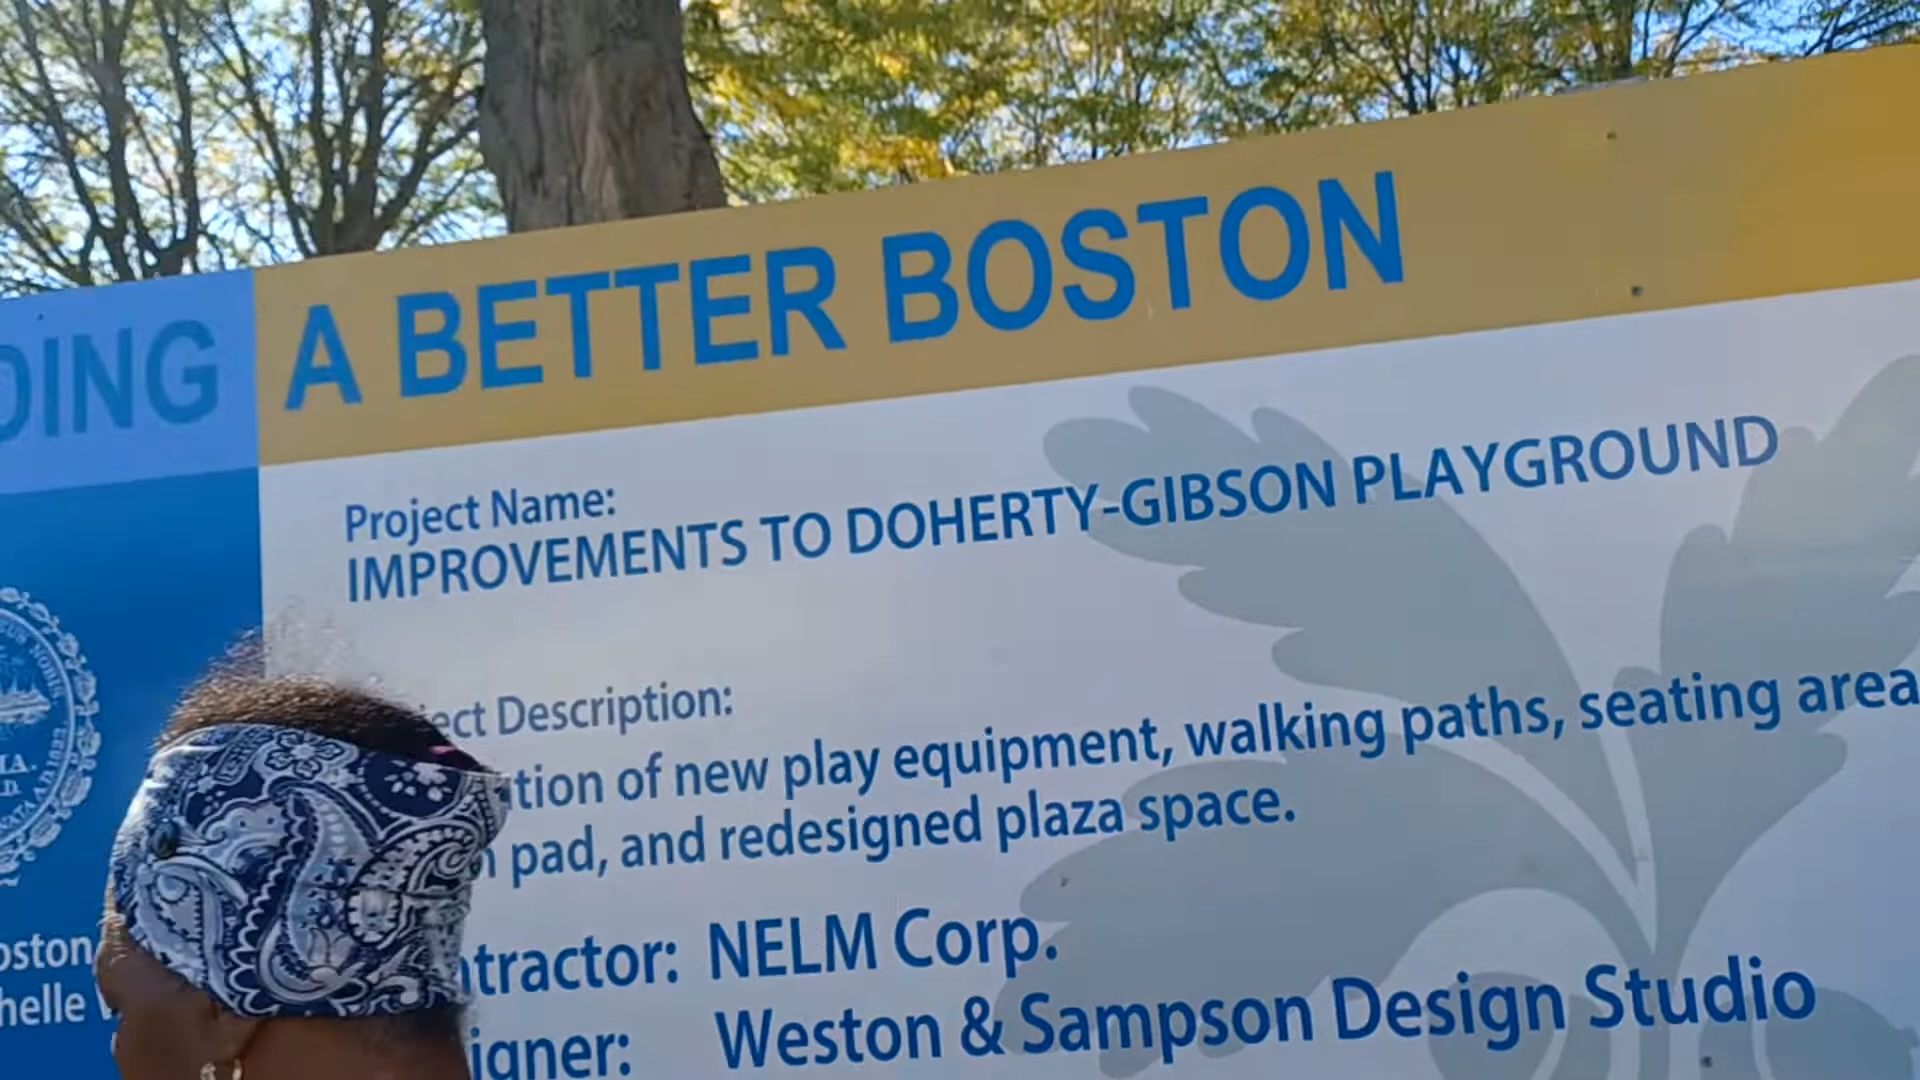 DING A BETTER BOSTON
Project Name:
IMPROVEMENTS TO DOHERTY-GIBSON PLAYGROUND
ect Description:
tion of new play equipment, walking paths, seating area
pad, and redesigned plaza space.
ntractor: NELM Corp.
igner: Weston & Sampson Design Studio
oston
helle